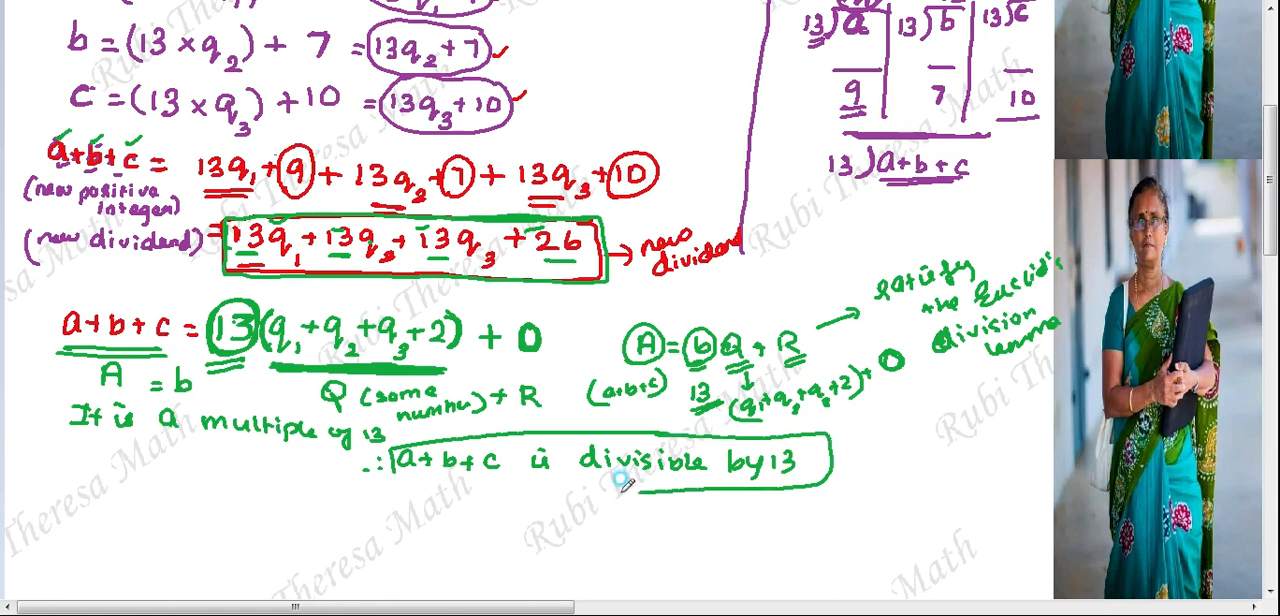 b = (13 × q₂) + 7 = 13q₂ + 7 ✓
c = (13 × q₃) + 10 = 13q₃ + 10 ✓
a + b + c = 13q₁ + 9 + 13q₂ + 7 + 13q₃ + 10
(new positive integer)
(new dividend) = 13q₁ + 13q₂ + 13q₃ + 26 → new dividend
a + b + c = 13 (q₁ + q₂ + q₃ + 2) + 0
A = b Q (some number) + R
It is a multiple of 13
∴ a + b + c is divisible by 13
A = b Q + R → satisfy the Euclid's division lemma
(a+b+c) 13 (q₁ + q₂ + q₃ + 2) + 0
13) a 13) b 13) c
9 7 10
13) a + b + c
Rubi Theresa Math